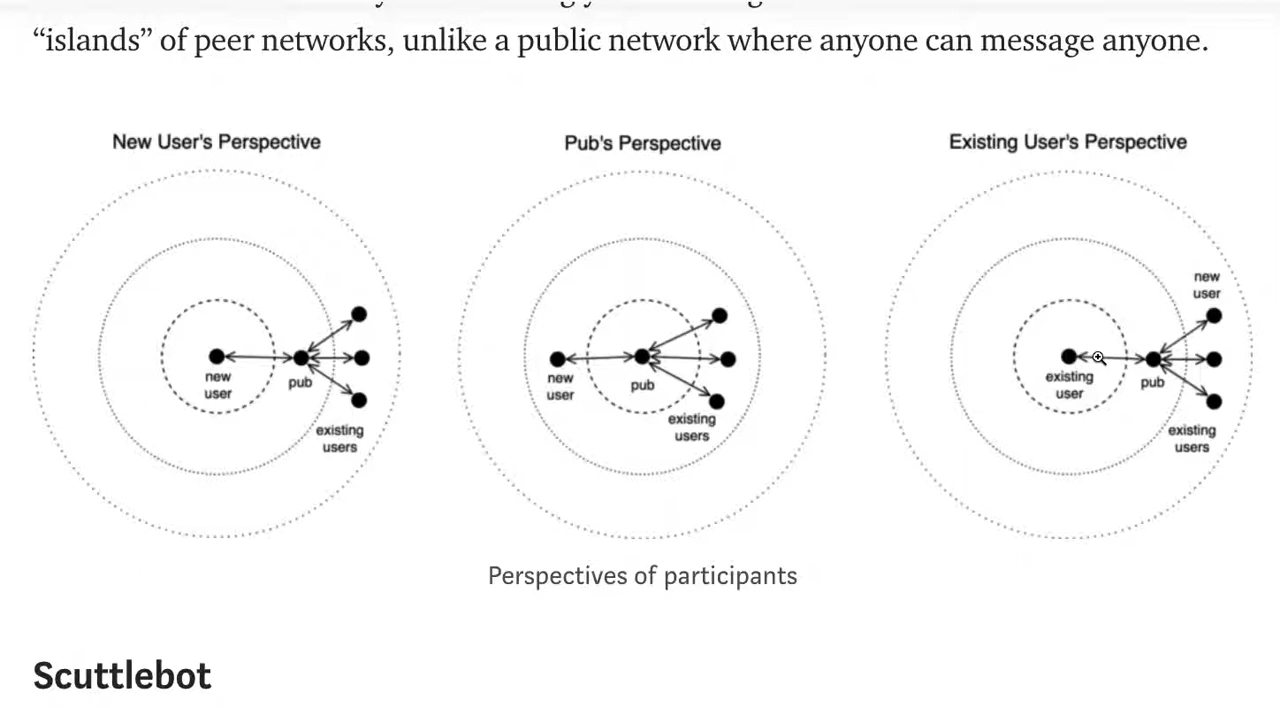 “islands” of peer networks, unlike a public network where anyone can message anyone.
New User's Perspective
new
user
pub
existing
users
Pub's Perspective
new
user
pub
existing
users
Existing User's Perspective
existing
user
pub
new
user
existing
users
Perspectives of participants
Scuttlebot